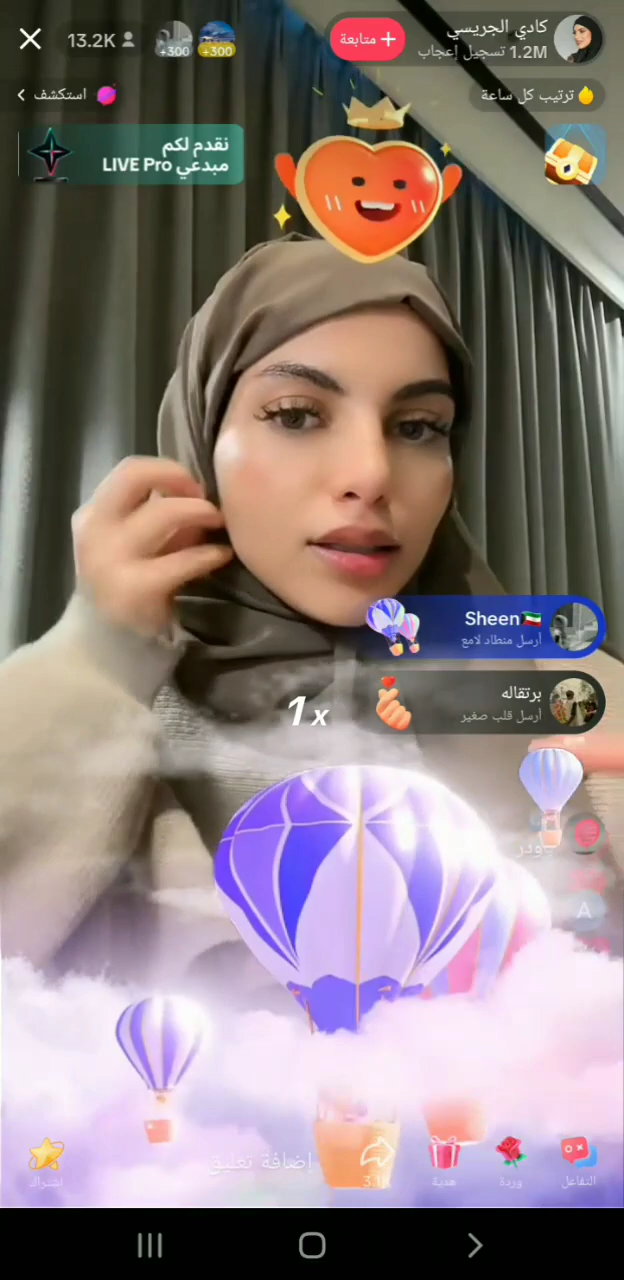 كادي الجريسي
1.2M تسجيل إعجاب
+ متابعة
+300
+300
13.2K
ترتيب كل ساعة
استكشف
نقدم لكم
مبدعي LIVE Pro
Sheen
أرسل منطاد لامع
برتقاله
أرسل قلب صغير
1x
A
إضافة تعليق
التفاعل
وردة
هدية
اشتراك